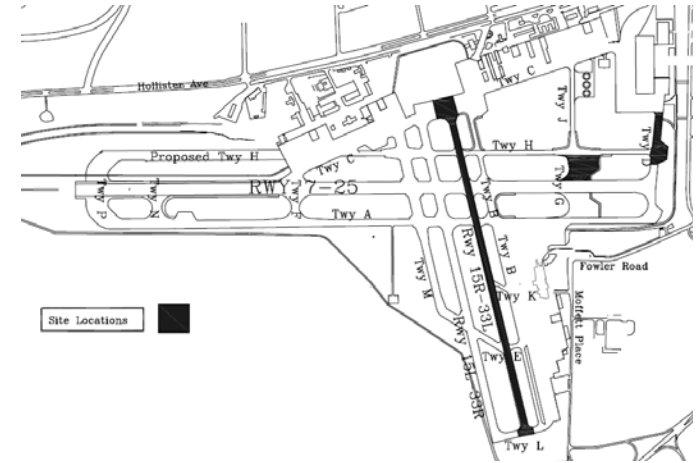 Hollister Ave
Twy C
Twy J
Twy H
Twy D
Proposed Twy H
Twy C
RWY 7-25
Twy P
Twy N
Twy F
Twy A
Twy B
Twy G
Twy B
Rwy 15R-33L
Twy M
Twy K
Fowler Road
Moffett Place
Site Locations
Rwy 15L-33R
Twy E
Twy L